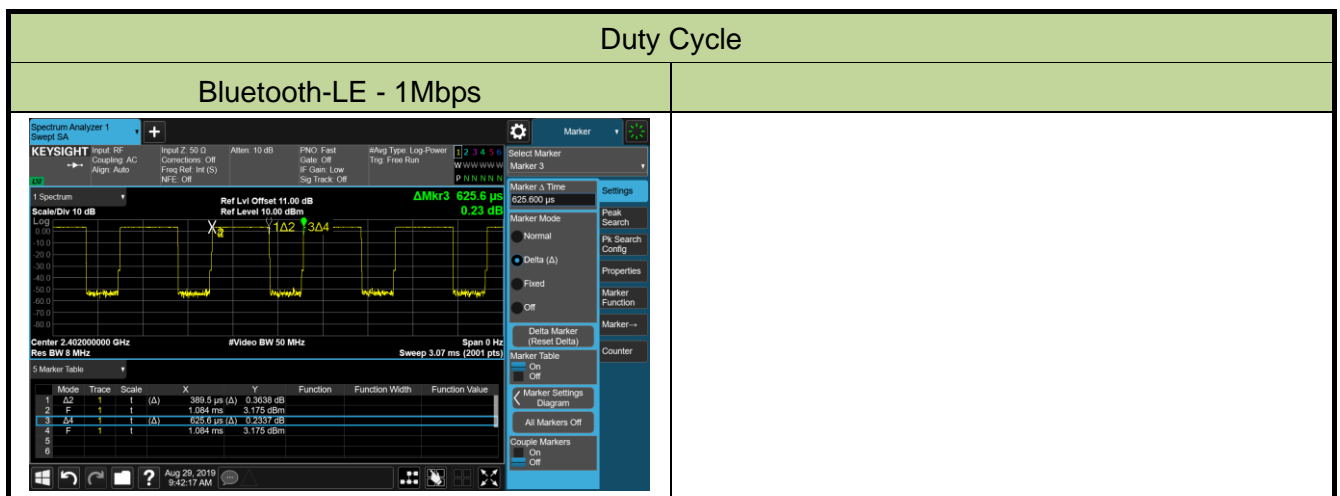 Duty Cycle
Bluetooth-LE - 1Mbps
Spectrum Analyzer 1
Swept SA
Marker
KEYSIGHT
Input: RF
Coupling: AC
Align: Auto
Input Z: 50 Ω
Corrections: Off
Freq Ref: Int (S)
NFE: Off
Atten: 10 dB
PNO: Fast
Gate: Off
IF Gain: Low
Sig Track: Off
#Avg Type: Log-Power
Trig: Free Run
1 2 3 4 5 6
W W W W W W
P N N N N N
Select Marker
Marker 3
LXI
1 Spectrum
Scale/Div 10 dB
Ref Lvl Offset 11.00 dB
Ref Level 10.00 dBm
ΔMkr3 625.6 µs
0.23 dB
Log
0.00
-10.0
-20.0
-30.0
-40.0
-50.0
-60.0
-70.0
-80.0
1Δ2
3Δ4
Center 2.402000000 GHz
Res BW 8 MHz
#Video BW 50 MHz
Span 0 Hz
Sweep 3.07 ms (2001 pts)
5 Marker Table
Mode Trace Scale X Y Function Function Width Function Value
1 Δ2 1 t (Δ) 389.5 µs (Δ) 0.3638 dB
2 F 1 t 1.084 ms 3.175 dBm
3 Δ4 1 t (Δ) 625.6 µs (Δ) 0.2337 dB
4 F 1 t 1.084 ms 3.175 dBm
5
6
Marker Δ Time
625.600 µs
Marker Mode
Normal
Delta (Δ)
Fixed
Off
Delta Marker
(Reset Delta)
Marker Table
On
Off
Marker Settings
Diagram
All Markers Off
Couple Markers
On
Off
Settings
Peak
Search
Pk Search
Config
Properties
Marker
Function
Marker→
Counter
?
Aug 29, 2019
9:42:17 AM